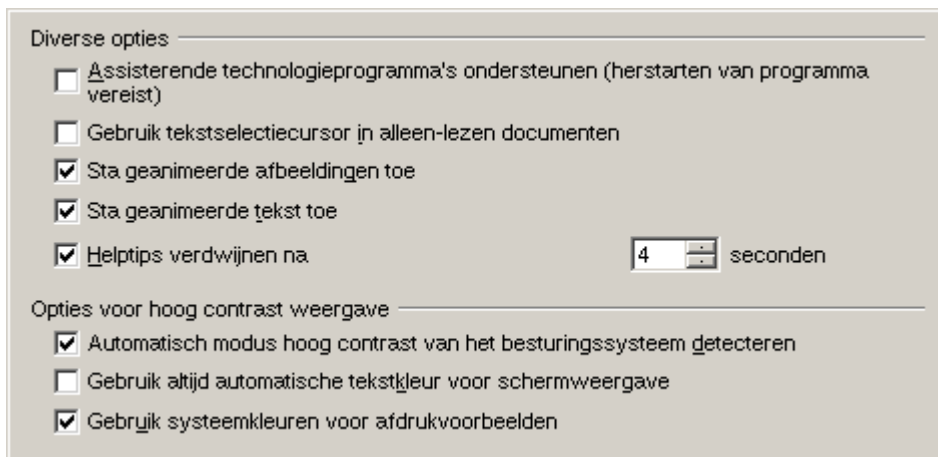 Diverse opties
Assisterende technologieprogramma's ondersteunen (herstarten van programma
vereist)
Gebruik tekstselectiecursor in alleen-lezen documenten
Sta geanimeerde afbeeldingen toe
Sta geanimeerde tekst toe
Helptips verdwijnen na 4 seconden
Opties voor hoog contrast weergave
Automatisch modus hoog contrast van het besturingssysteem detecteren
Gebruik altijd automatische tekstkleur voor schermweergave
Gebruik systeemkleuren voor afdrukvoorbeelden